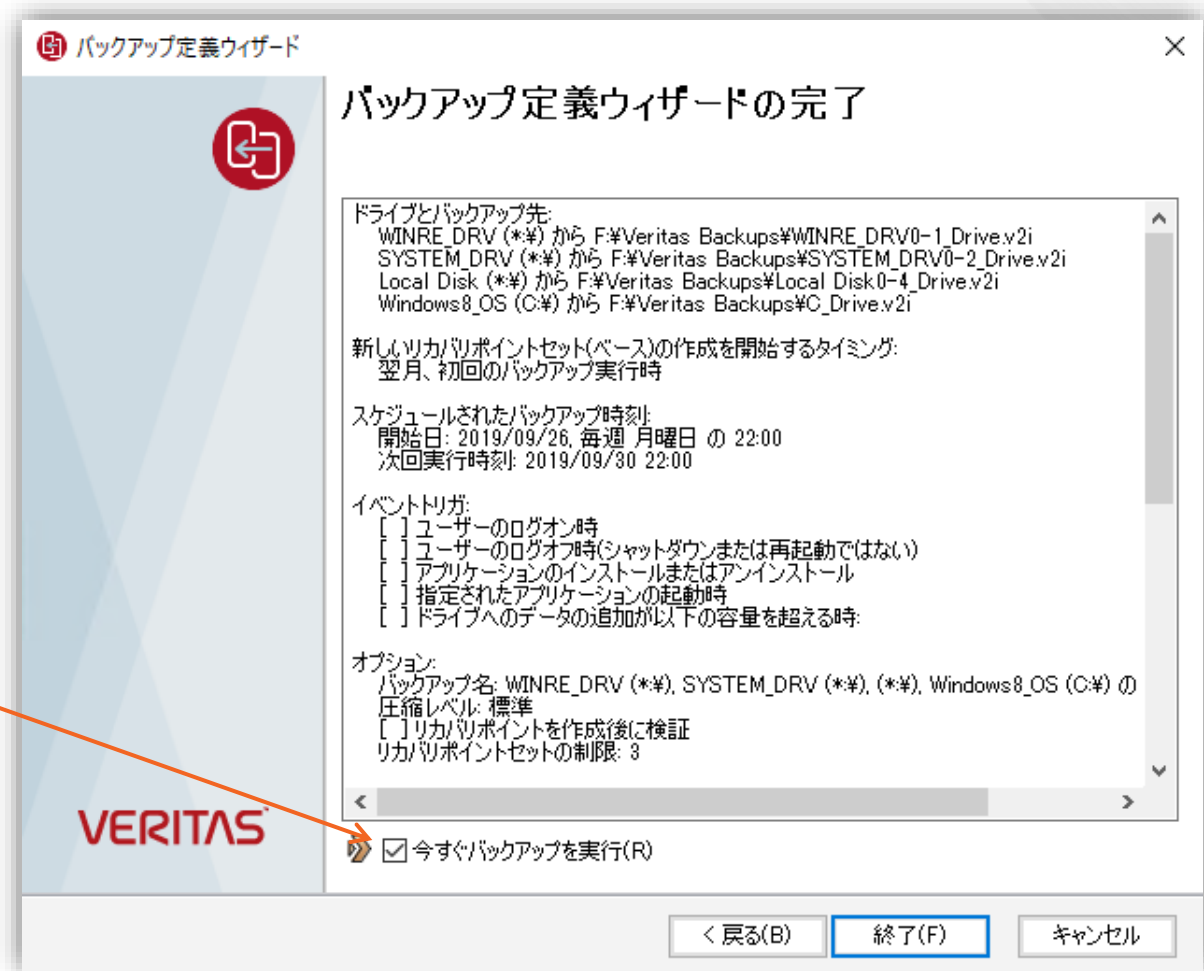 バックアップ定義ウィザード
バックアップ定義ウィザードの完了
ドライブとバックアップ先:
WINRE_DRV (*:¥) から F:¥Veritas Backups¥WINRE_DRV0-1_Drive.v2i
SYSTEM_DRV (*:¥) から F:¥Veritas Backups¥SYSTEM_DRV0-2_Drive.v2i
Local Disk (*:¥) から F:¥Veritas Backups¥Local Disk0-4_Drive.v2i
Windows8_OS (C:¥) から F:¥Veritas Backups¥C_Drive.v2i
新しいリカバリポイントセット(ベース)の作成を開始するタイミング:
翌月、初回のバックアップ実行時
スケジュールされたバックアップ時刻:
開始日: 2019/09/26, 毎週 月曜日 の 22:00
次回実行時刻: 2019/09/30 22:00
イベントトリガ:
[ ] ユーザーのログオン時
[ ] ユーザーのログオフ時(シャットダウンまたは再起動ではない)
[ ] アプリケーションのインストールまたはアンインストール
[ ] 指定されたアプリケーションの起動時
[ ] ドライブへのデータの追加が以下の容量を超える時:
オプション:
バックアップ名: WINRE_DRV (*:¥), SYSTEM_DRV (*:¥), (*:¥), Windows8_OS (C:¥) の
圧縮レベル: 標準
[ ] リカバリポイントを作成後に検証
リカバリポイントセットの制限: 3
VERITAS
今すぐバックアップを実行(R)
< 戻る(B)
終了(F)
キャンセル